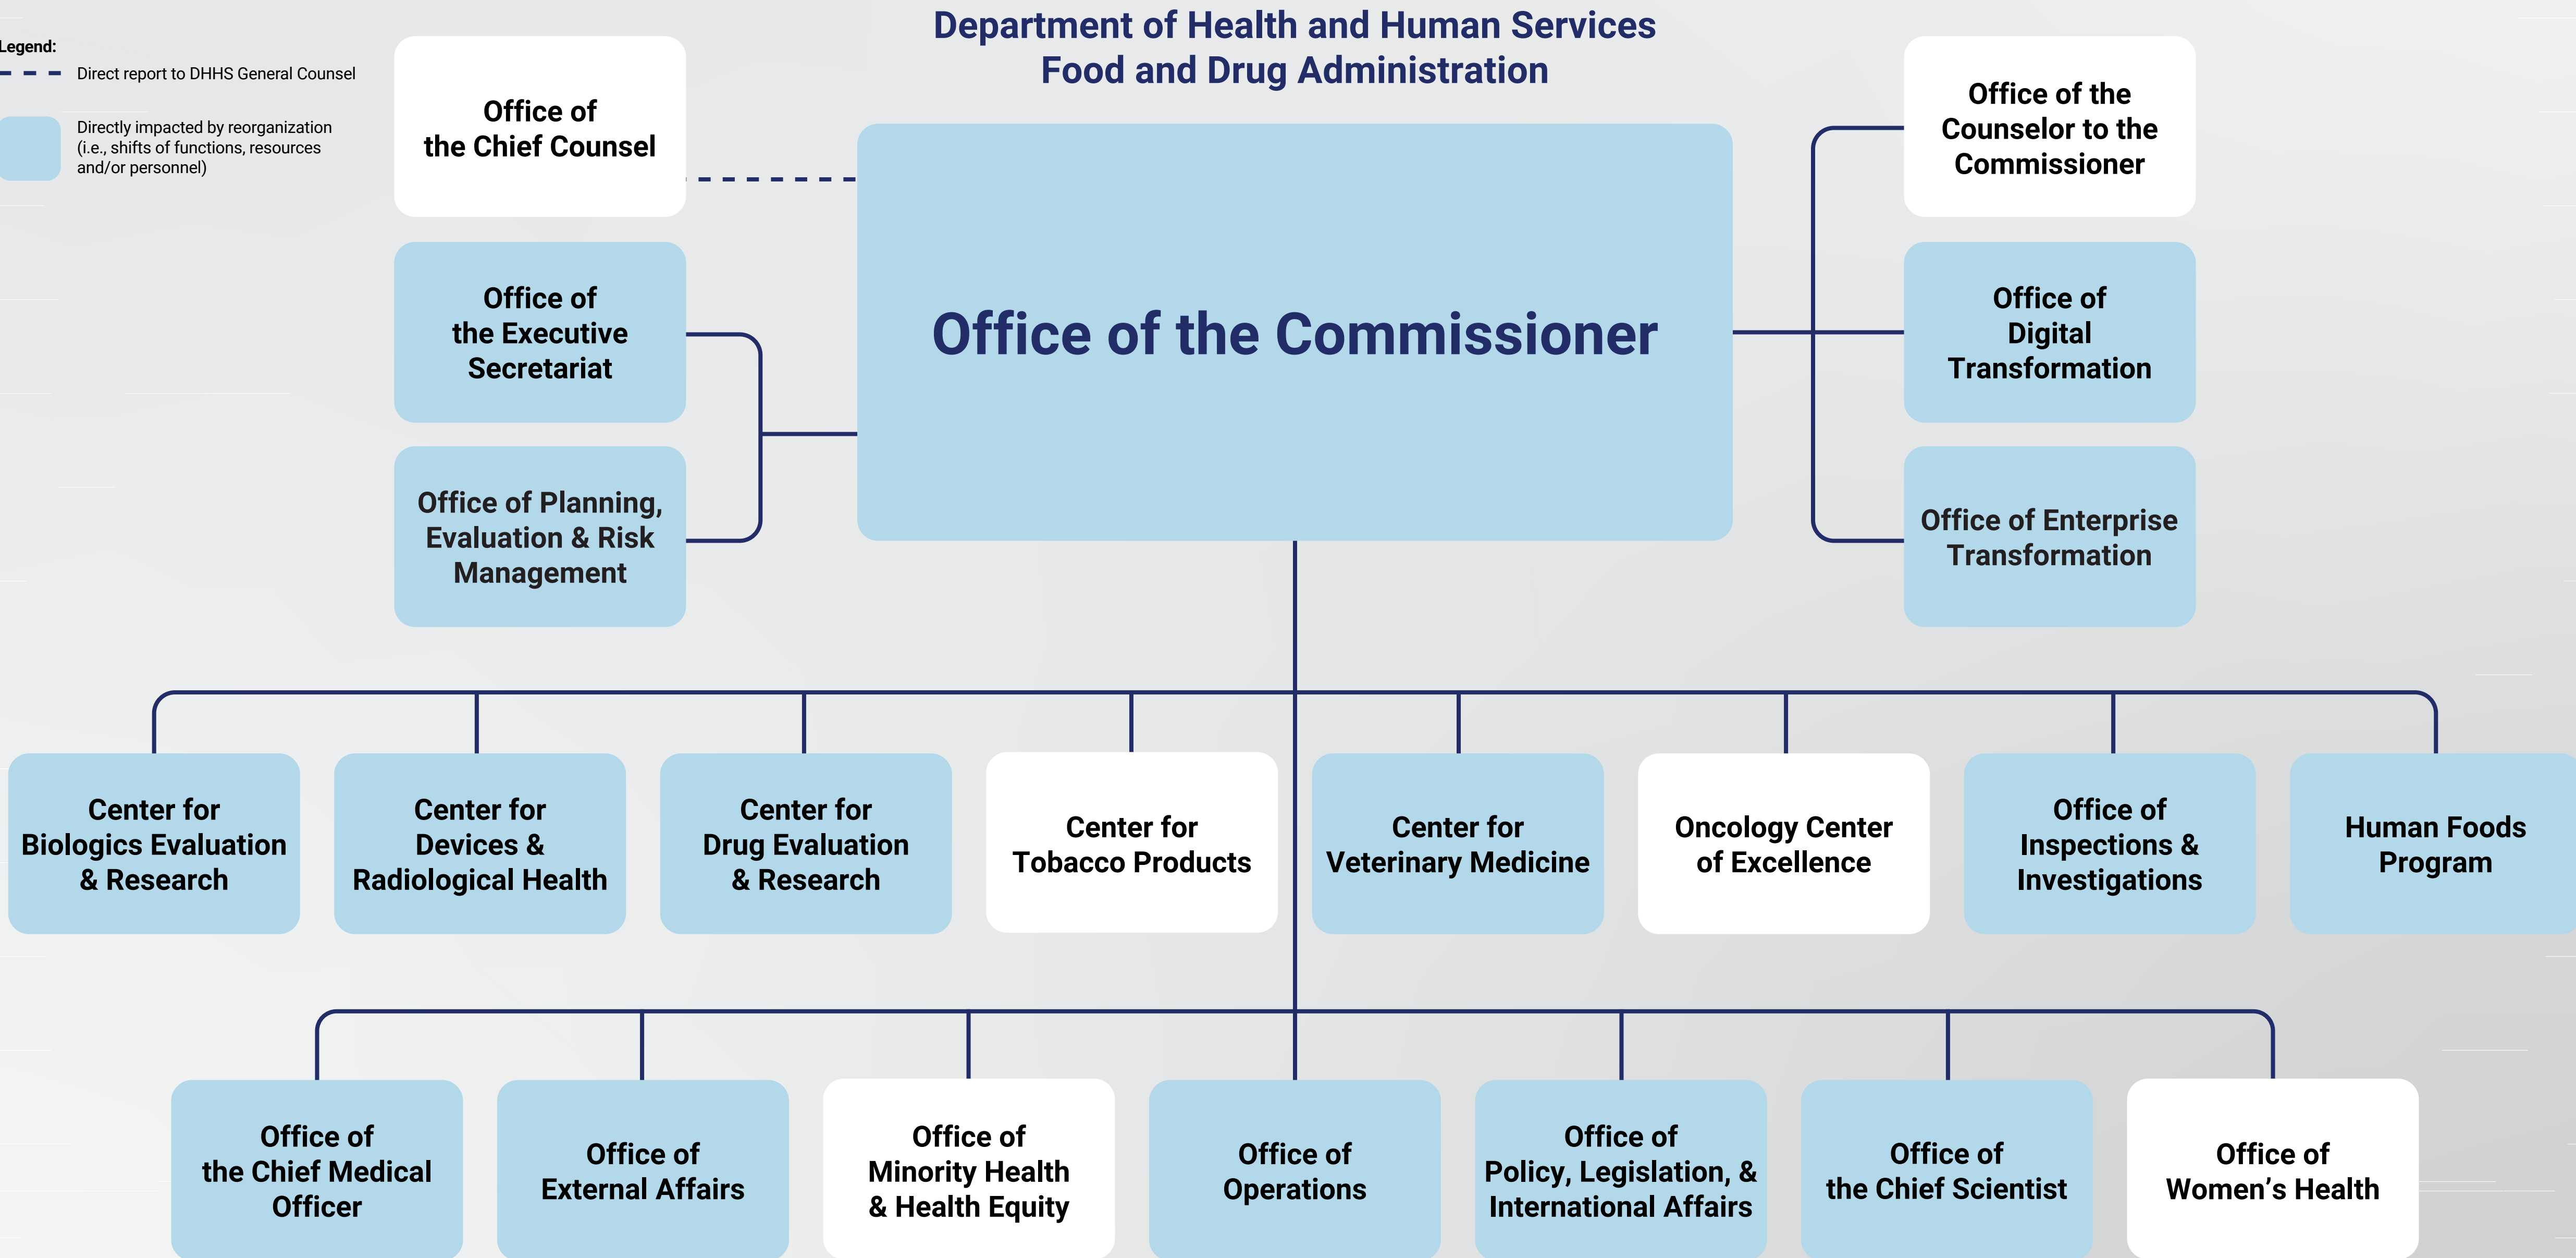 Department of Health and Human Services
Food and Drug Administration
Legend:
Direct report to DHHS General Counsel
Directly impacted by reorganization
(i.e., shifts of functions, resources
and/or personnel)
Office of
the Chief Counsel
Office of
the Executive
Secretariat
Office of Planning,
Evaluation & Risk
Management
Office of the Commissioner
Office of the
Counselor to the
Commissioner
Office of
Digital
Transformation
Office of Enterprise
Transformation
Center for
Biologics Evaluation
& Research
Center for
Devices &
Radiological Health
Center for
Drug Evaluation
& Research
Center for
Tobacco Products
Center for
Veterinary Medicine
Oncology Center
of Excellence
Office of
Inspections &
Investigations
Human Foods
Program
Office of
the Chief Medical
Officer
Office of
External Affairs
Office of
Minority Health
& Health Equity
Office of
Operations
Office of
Policy, Legislation, &
International Affairs
Office of
the Chief Scientist
Office of
Women’s Health